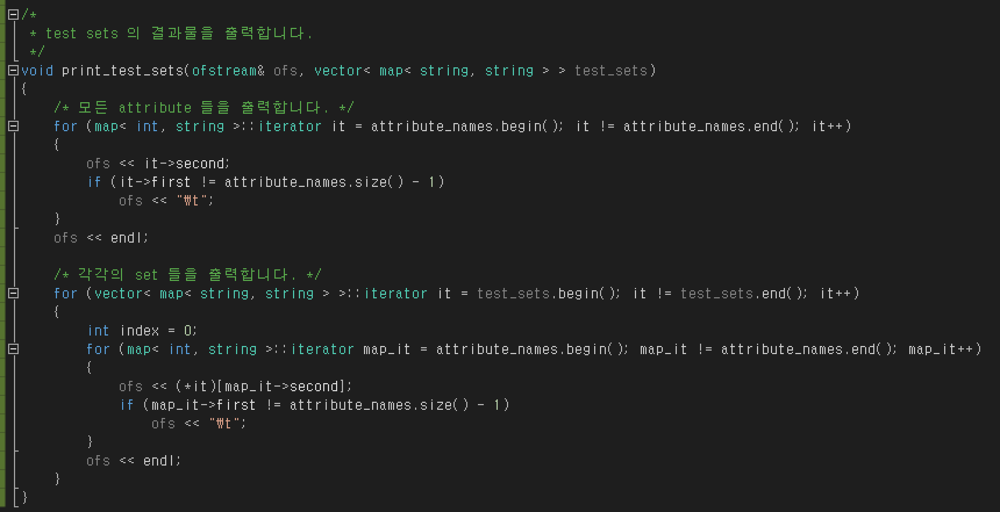 /*
 * test sets 의 결과물을 출력합니다.
 */
void print_test_sets(ofstream& ofs, vector< map< string, string > > test_sets)
{
    /* 모든 attribute 들을 출력합니다. */
    for (map< int, string >::iterator it = attribute_names.begin(); it != attribute_names.end(); it++)
    {
        ofs << it->second;
        if (it->first != attribute_names.size() - 1)
            ofs << "₩t";
    }
    ofs << endl;

    /* 각각의 set 들을 출력합니다. */
    for (vector< map< string, string > >::iterator it = test_sets.begin(); it != test_sets.end(); it++)
    {
        int index = 0;
        for (map< int, string >::iterator map_it = attribute_names.begin(); map_it != attribute_names.end(); map_it++)
        {
            ofs << (*it)[map_it->second];
            if (map_it->first != attribute_names.size() - 1)
                ofs << "₩t";
        }
        ofs << endl;
    }
}